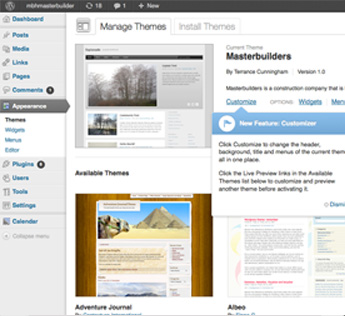 mbhmasterbuilder 18 1 + New
Dashboard
Posts
Media
Links
Pages
Comments 1
Appearance
Themes
Widgets
Menus
Editor
Plugins 6
Users
Tools
Settings
Calender
Collapse menu
Manage Themes Install Themes
Current Theme
Masterbuilders
By Terrance Cunningham Version 1.0
Masterbuilders is a construction company that is
Customize OPTIONS: Widgets Menu
New Feature: Customizer
Click Customize to change the header,
background, title and menus of the current theme
all in one place.
Click the Live Preview links in the Available
Themes list below to customize and preview
another theme before activating it.
Dismi
Available Themes
Adventure Journal
Albeo